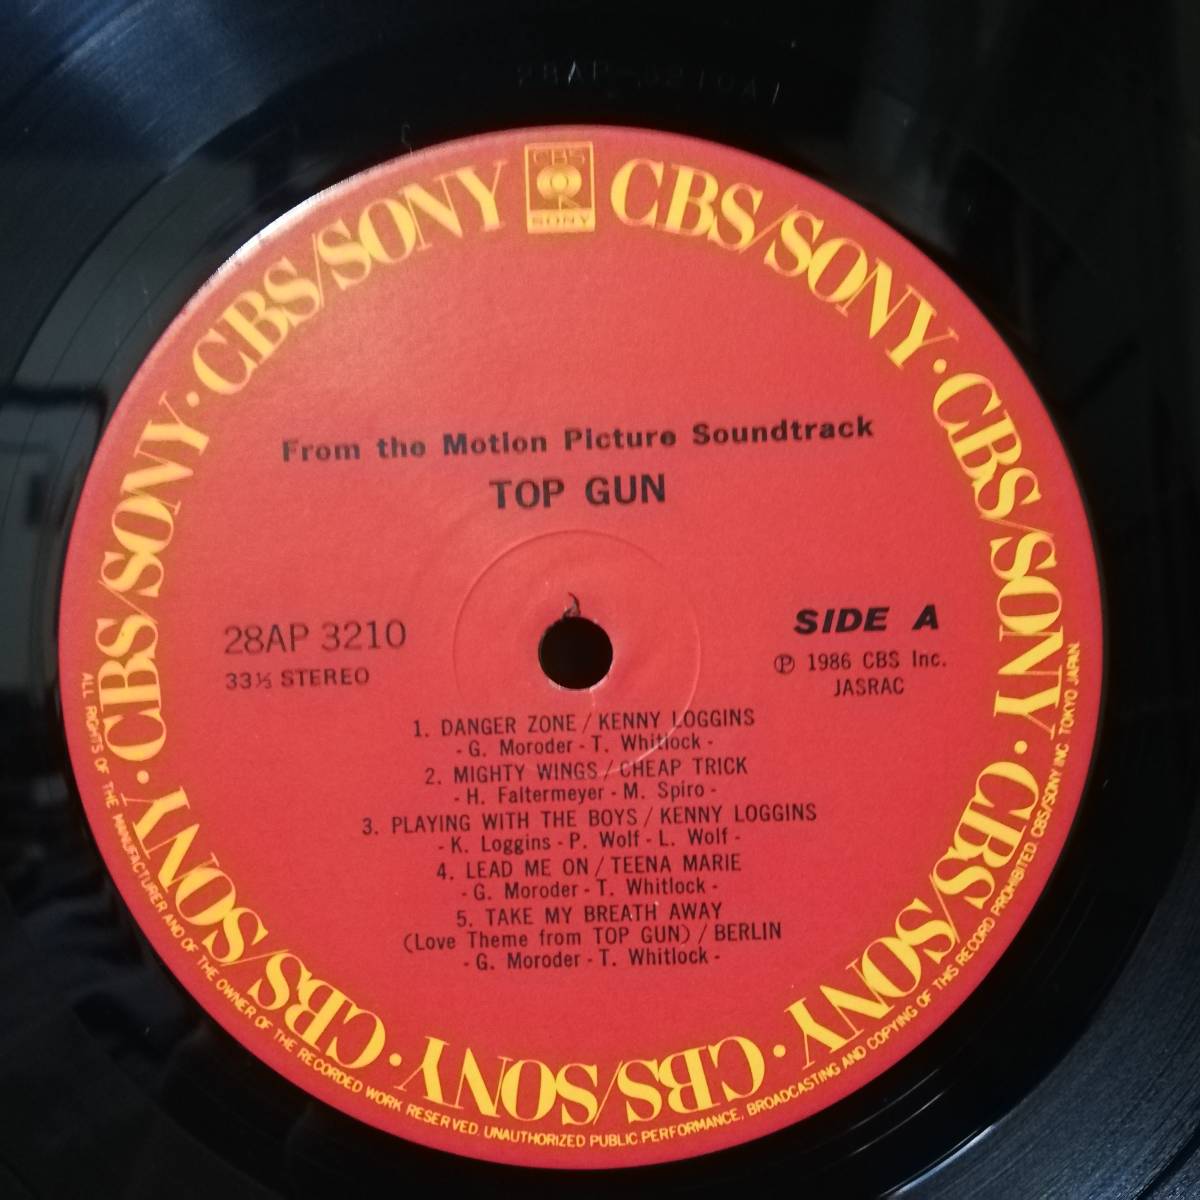 28AP-3210A1
CBS
SONY
CBS/SONY · CBS/SONY · CBS/SONY · CBS/SONY · CBS/SONY · CBS/SONY · CBS/SONY · CBS/SONY
From the Motion Picture Soundtrack
TOP GUN
28AP 3210
33⅓ STEREO
SIDE A
Ⓟ 1986 CBS Inc.
JASRAC
1. DANGER ZONE / KENNY LOGGINS
- G. Moroder - T. Whitlock -
2. MIGHTY WINGS / CHEAP TRICK
- H. Faltermeyer - M. Spiro -
3. PLAYING WITH THE BOYS / KENNY LOGGINS
- K. Loggins - P. Wolf - L. Wolf -
4. LEAD ME ON / TEENA MARIE
- G. Moroder - T. Whitlock -
5. TAKE MY BREATH AWAY
(Love Theme from TOP GUN) / BERLIN
- G. Moroder - T. Whitlock -
ALL RIGHTS OF THE MANUFACTURER AND OF THE OWNER OF THE RECORDED WORK RESERVED. UNAUTHORIZED PUBLIC PERFORMANCE, BROADCASTING AND COPYING OF THIS RECORD PROHIBITED. CBS/SONY INC TOKYO JAPAN